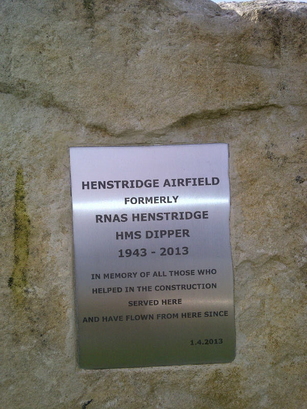 HENSTRIDGE AIRFIELD
FORMERLY
RNAS HENSTRIDGE
HMS DIPPER
1943 - 2013
IN MEMORY OF ALL THOSE WHO
HELPED IN THE CONSTRUCTION
SERVED HERE
AND HAVE FLOWN FROM HERE SINCE
1.4.2013